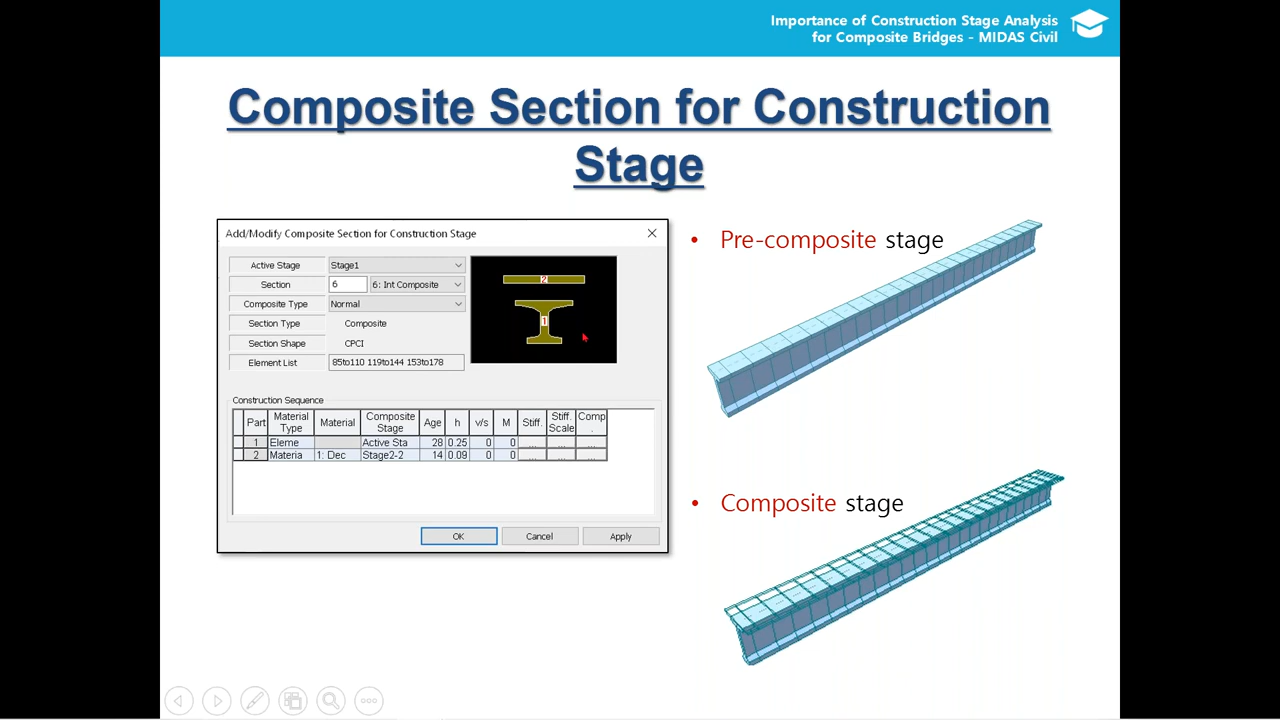 Importance of Construction Stage Analysis
for Composite Bridges - MIDAS Civil
Composite Section for Construction
Stage
Add/Modify Composite Section for Construction Stage
Active Stage Stage1
Section 6 6: Int Composite
Composite Type Normal
Section Type Composite
Section Shape CPCI
Element List 85to110 119to144 153to178
2
1
Construction Sequence
Part Material Type Material Composite Stage Age h v/s M Stiff. Stiff. Scale Comp.
1 Eleme Active Sta 28 0.25 0 0 ... ... ...
2 Materia 1: Dec Stage2-2 14 0.09 0 0 ... ... ...
OK Cancel Apply
• Pre-composite stage
• Composite stage